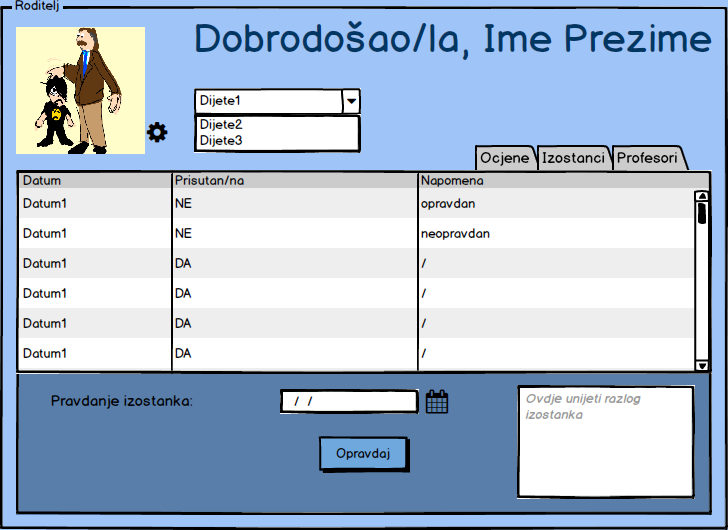 Roditelj
Dobrodošao/la, Ime Prezime
Dijete1
Dijete2
Dijete3
Ocjene Izostanci Profesori
Datum Prisutan/na Napomena
Datum1 NE opravdan
Datum1 NE neopravdan
Datum1 DA /
Datum1 DA /
Datum1 DA /
Datum1 DA /
Pravdanje izostanka: / /
Ovdje unijeti razlog
izostanka
Opravdaj